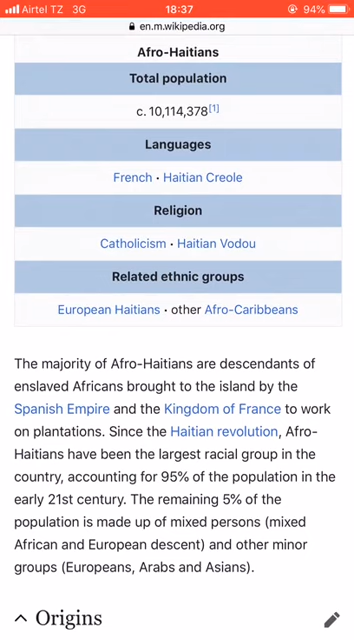 Airtel TZ 3G 18:37 94%
en.m.wikipedia.org
Afro-Haitians
Total population
c. 10,114,378[1]
Languages
French • Haitian Creole
Religion
Catholicism • Haitian Vodou
Related ethnic groups
European Haitians • other Afro-Caribbeans
The majority of Afro-Haitians are descendants of
enslaved Africans brought to the island by the
Spanish Empire and the Kingdom of France to work
on plantations. Since the Haitian revolution, Afro-
Haitians have been the largest racial group in the
country, accounting for 95% of the population in the
early 21st century. The remaining 5% of the
population is made up of mixed persons (mixed
African and European descent) and other minor
groups (Europeans, Arabs and Asians).
Origins